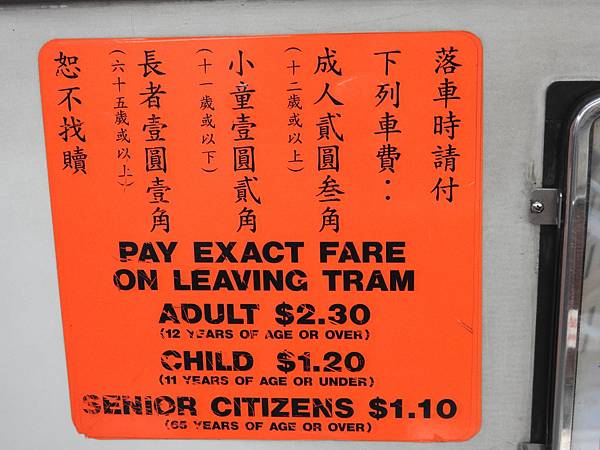 落車時請付
下列車費：
成人貳圓叁角
(十二歲或以上)
小童壹圓貳角
(十一歲或以下)
長者壹圓壹角
(六十五歲或以上)
恕不找贖
PAY EXACT FARE
ON LEAVING TRAM
ADULT $2.30
(12 YEARS OF AGE OR OVER)
CHILD $1.20
(11 YEARS OF AGE OR UNDER)
SENIOR CITIZENS $1.10
(65 YEARS OF AGE OR OVER)